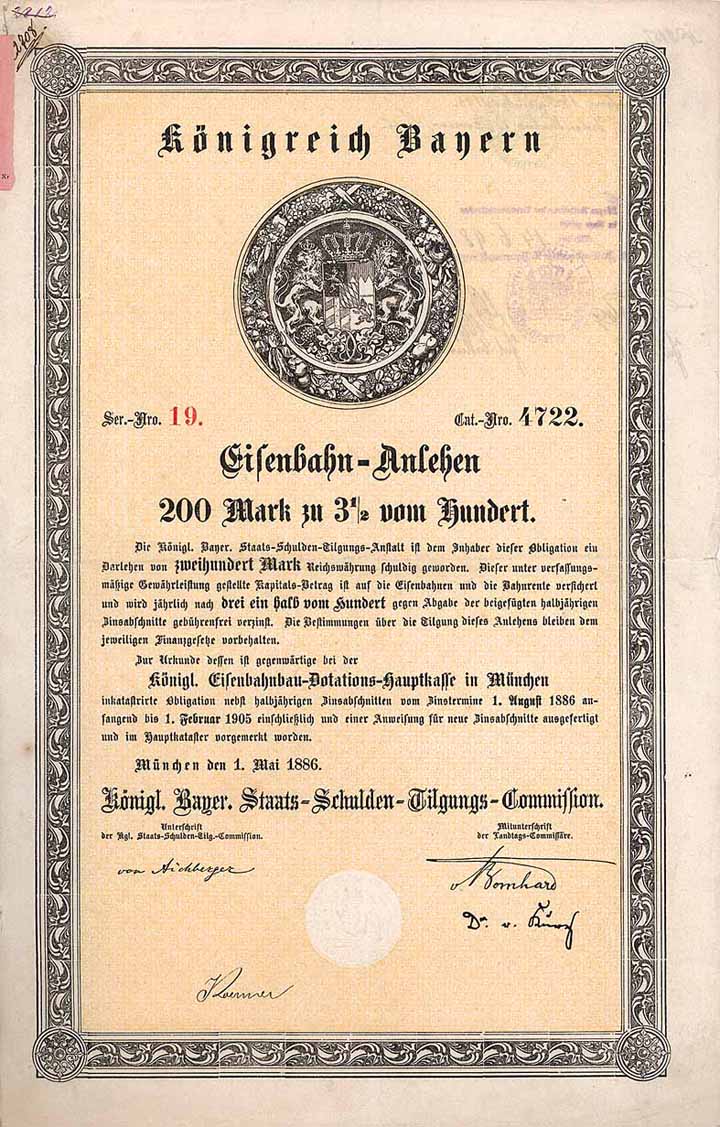 2708
Königreich Bayern
Ser.-Nro. 19. Cat.-Nro. 4722.
Eisenbahn-Anlehen
200 Mark zu 3 1/2 vom Hundert.
Die Königl. Bayer. Staats-Schulden-Tilgungs-Anstalt ist dem Inhaber dieser Obligation ein
Darlehen von zweihundert Mark Reichswährung schuldig geworden. Dieser unter verfassungs-
mäßige Gewährleistung gestellte Kapitals-Betrag ist auf die Eisenbahnen und die Bahnrente versichert
und wird jährlich nach drei ein halb vom Hundert gegen Abgabe der beigefügten halbjährigen
Zinsabschnitte gebührenfrei verzinst. Die Bestimmungen über die Tilgung dieses Anlehens bleiben dem
jeweiligen Finanzgesetze vorbehalten.
Zur Urkunde dessen ist gegenwärtige bei der
Königl. Eisenbahnbau-Dotations-Hauptkasse in München
inkatastrirte Obligation nebst halbjährigen Zinsabschnitten vom Zinstermine 1. August 1886 an-
fangend bis 1. Februar 1905 einschließlich und einer Anweisung für neue Zinsabschnitte ausgefertigt
und im Hauptkataster vorgemerkt worden.
München den 1. Mai 1886.
Königl. Bayer. Staats-Schulden-Tilgungs-Commission.
Unterschrift
der Kgl. Staats-Schulden-Tilg.-Commission.
Mitunterschrift
der Landtags-Commissäre.
von Aichberger
v. Bomhard
Dr. v. Kurz